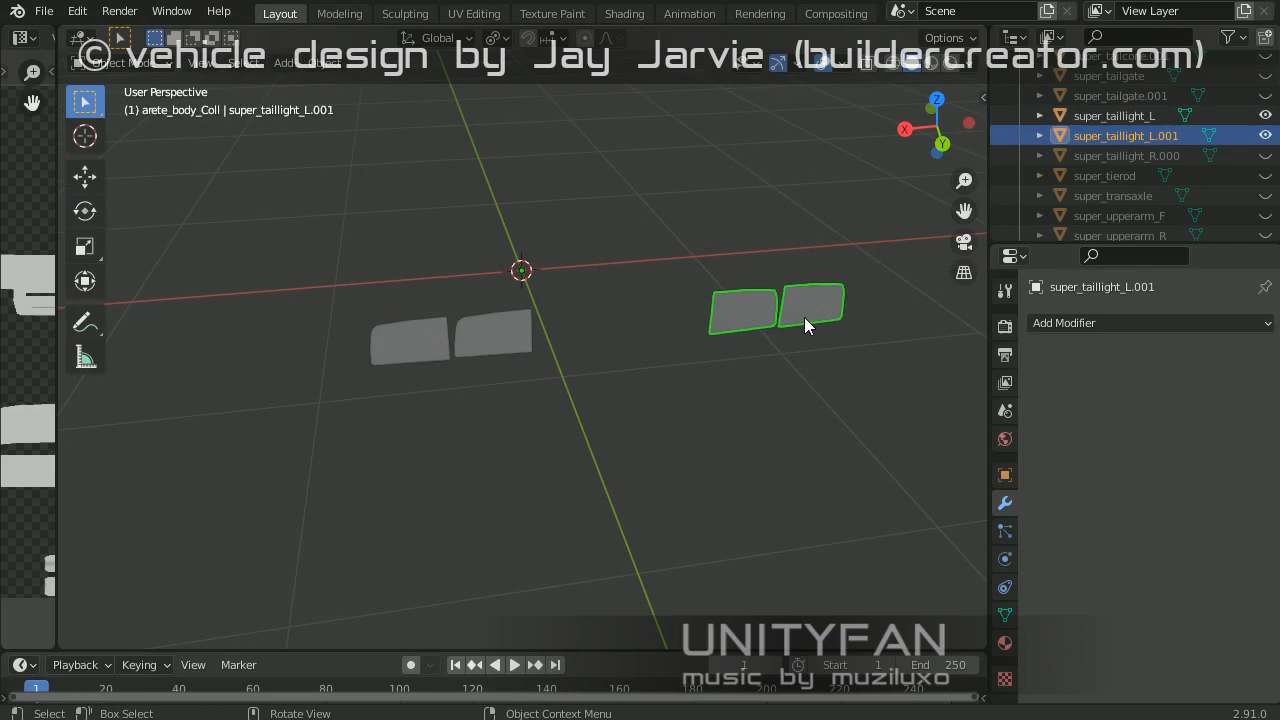 File Edit Render Window Help Layout Modeling Sculpting UV Editing Texture Paint Shading Animation Rendering Compositing Scene View Layer
Global Options
© vehicle design by Jay Jarvie (buildercreator.com)
User Perspective
(1) arete_body_Coll | super_taillight_L.001
X
Y
Z
super_tailgate
super_tailgate.001
super_taillight_L
super_taillight_L.001
super_taillight_R.000
super_tierod
super_transaxle
super_upperarm_F
super_upperarm_R
super_taillight_L.001
Add Modifier
UNITYFAN
music by muziluxo
Playback Keying View Marker 1 Start 1 End 250
1 20 40 60 80 100 120 140 160 180 200 220 240
Select Box Select Rotate View Object Context Menu 2.91.0